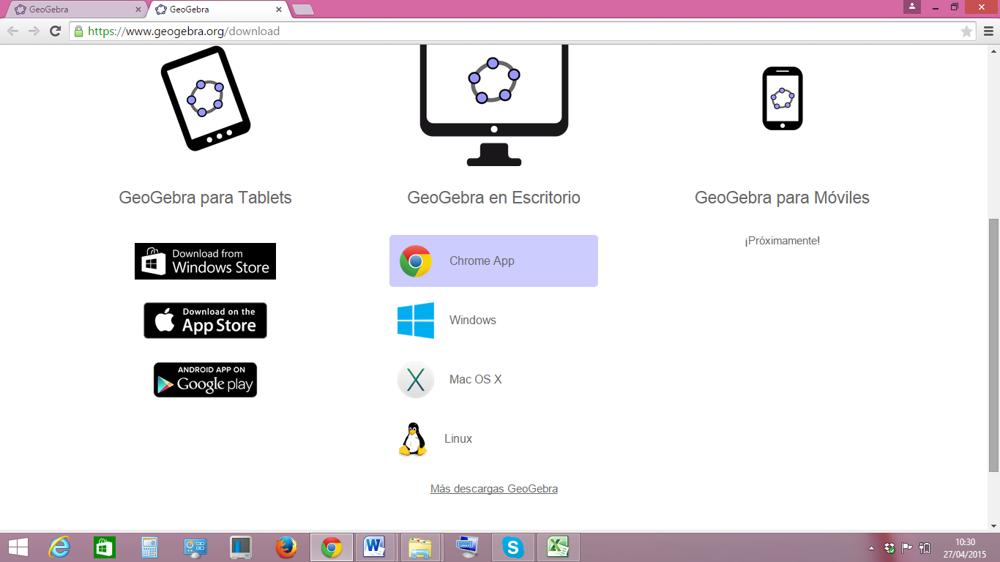 GeoGebra
GeoGebra
https://www.geogebra.org/download
GeoGebra para Tablets
Download from
Windows Store
Download on the
App Store
ANDROID APP ON
Google play
GeoGebra en Escritorio
Chrome App
Windows
Mac OS X
Linux
Más descargas GeoGebra
GeoGebra para Móviles
¡Próximamente!
10:30
27/04/2015